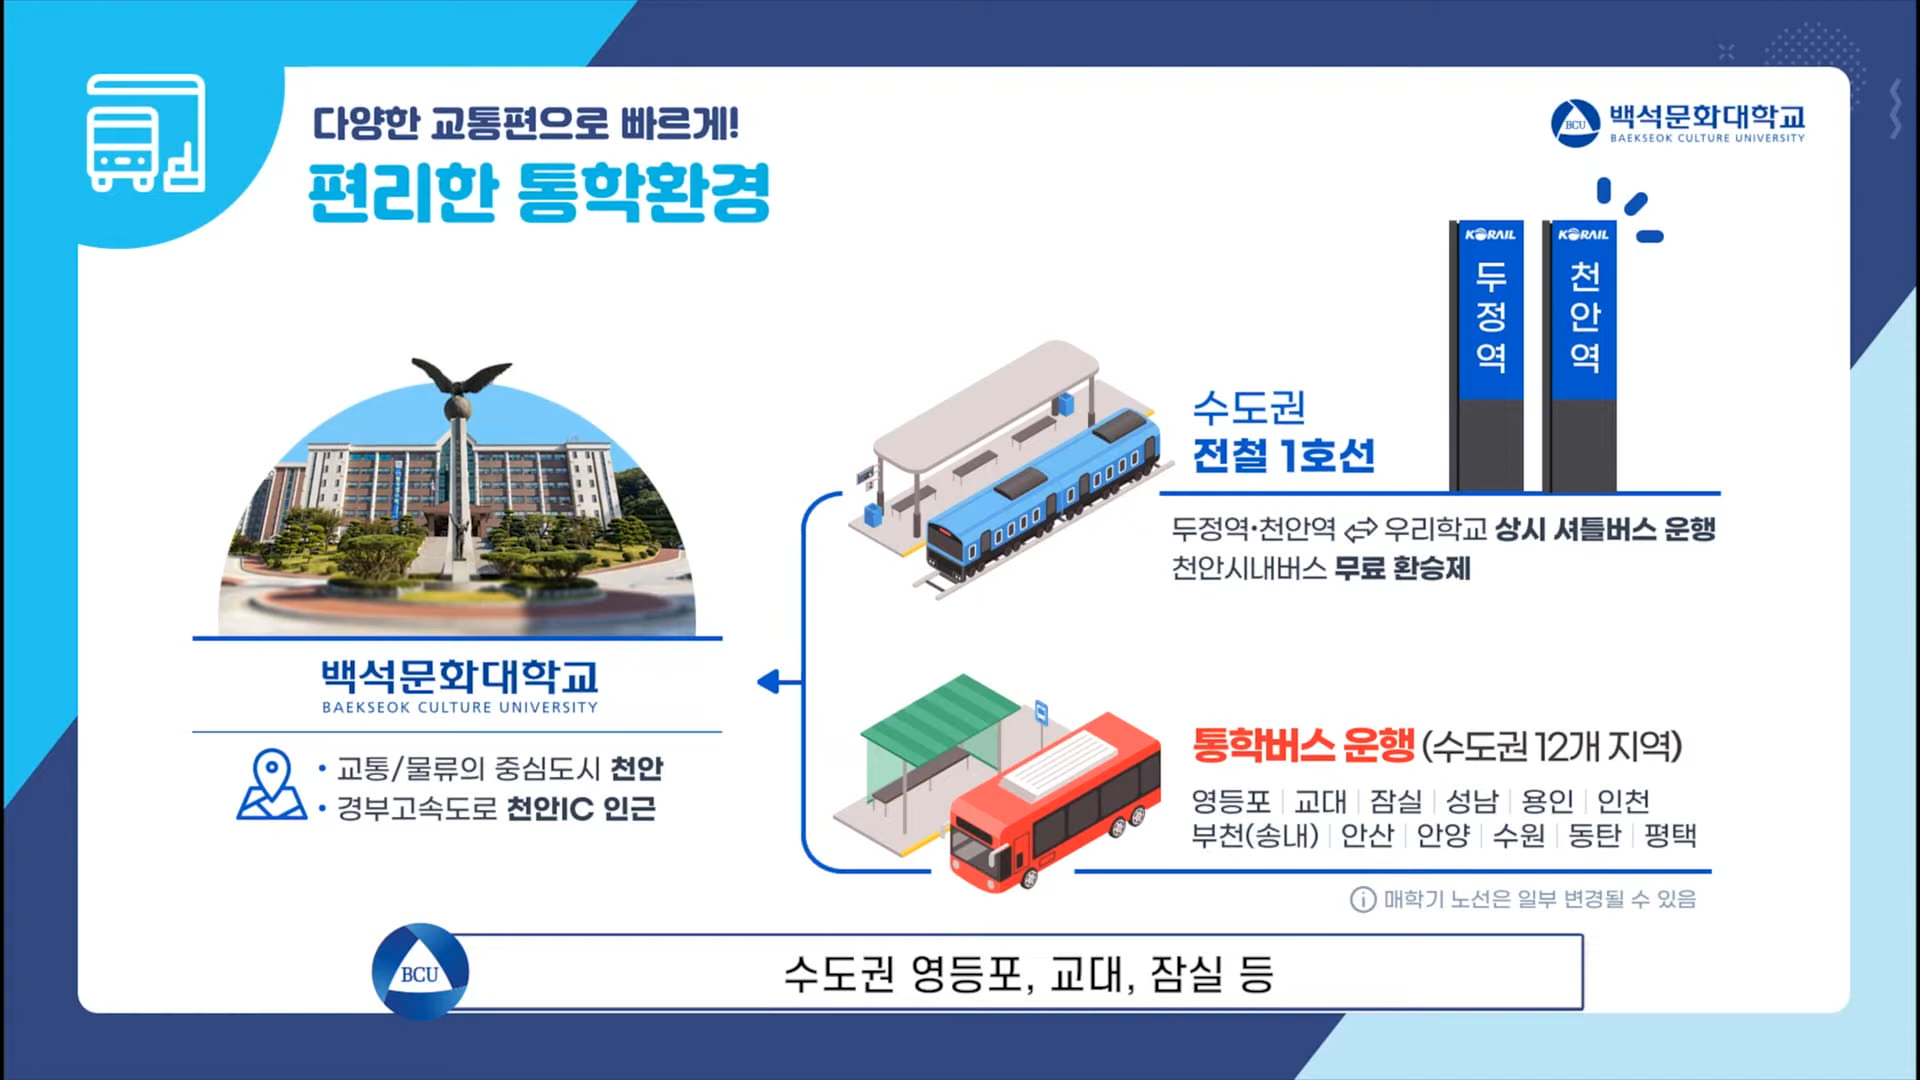 다양한 교통편으로 빠르게!
편리한 통학환경
BCU
백석문화대학교
BAEKSEOK CULTURE UNIVERSITY
KORAIL
두정역
KORAIL
천안역
수도권
전철 1호선
두정역·천안역 ⇄ 우리학교 상시 셔틀버스 운행
천안시내버스 무료 환승제
백석문화대학교
BAEKSEOK CULTURE UNIVERSITY
• 교통/물류의 중심도시 천안
• 경부고속도로 천안IC 인근
통학버스 운행 (수도권 12개 지역)
영등포 | 교대 | 잠실 | 성남 | 용인 | 인천
부천(송내) | 안산 | 안양 | 수원 | 동탄 | 평택
ⓘ 매학기 노선은 일부 변경될 수 있음
BCU
수도권 영등포, 교대, 잠실 등